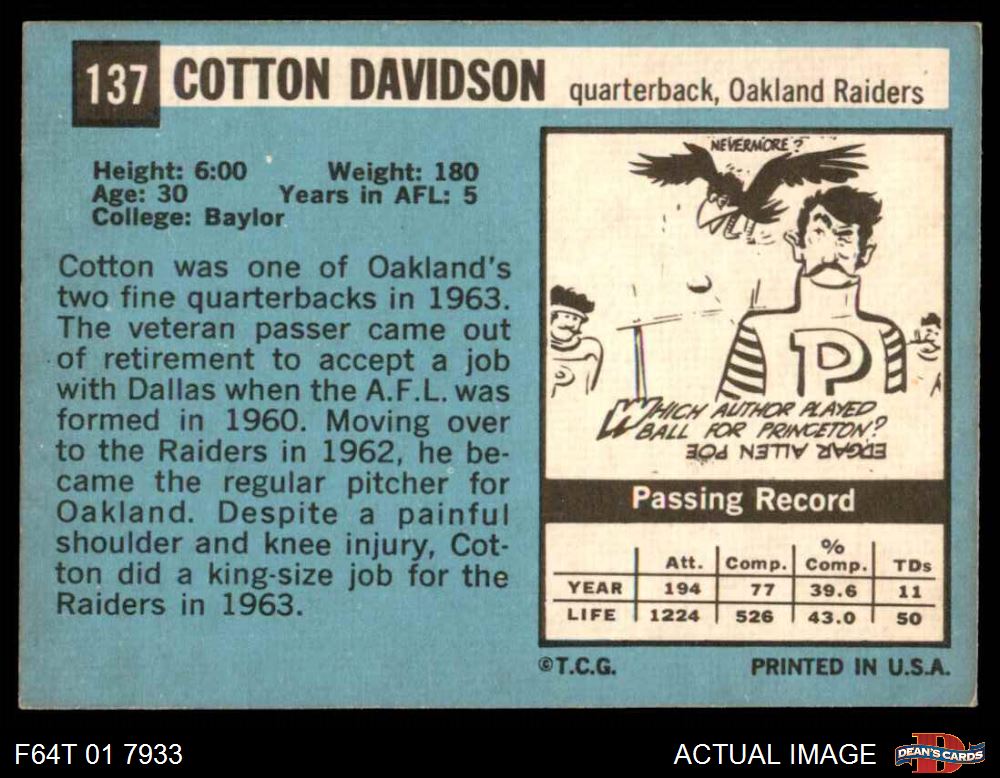 137 COTTON DAVIDSON quarterback, Oakland Raiders
Height: 6:00 Weight: 180
Age: 30 Years in AFL: 5
College: Baylor
Cotton was one of Oakland's
two fine quarterbacks in 1963.
The veteran passer came out
of retirement to accept a job
with Dallas when the A.F.L. was
formed in 1960. Moving over
to the Raiders in 1962, he be-
came the regular pitcher for
Oakland. Despite a painful
shoulder and knee injury, Cot-
ton did a king-size job for the
Raiders in 1963.
NEVERMORE?
P
WHICH AUTHOR PLAYED
BALL FOR PRINCETON?
EDGAR ALLEN POE
Passing Record
Att. Comp. % Comp. TDs
YEAR 194 77 39.6 11
LIFE 1224 526 43.0 50
©T.C.G. PRINTED IN U.S.A.
F64T 01 7933 ACTUAL IMAGE DEAN'S CARDS